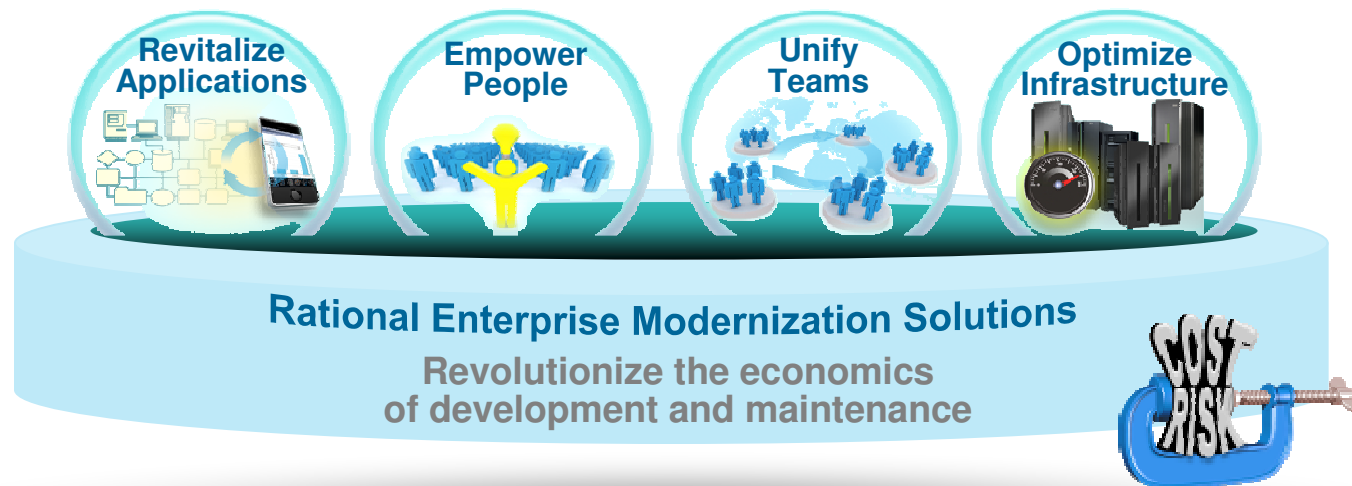 Revitalize
Applications
Empower
People
Unify
Teams
Optimize
Infrastructure
Rational Enterprise Modernization Solutions
Revolutionize the economics
of development and maintenance
COST
RISK